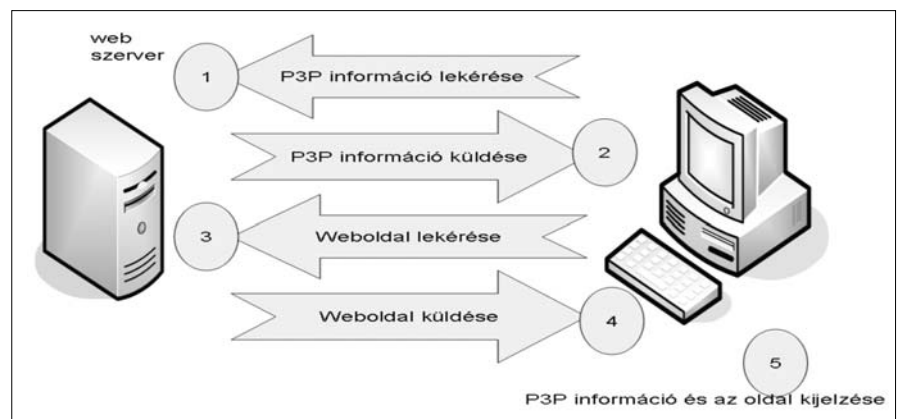 web
szerver
1
P3P információ lekérése
P3P információ küldése
2
3
Weboldal lekérése
Weboldal küldése
4
5
P3P információ és az oldal kijelzése